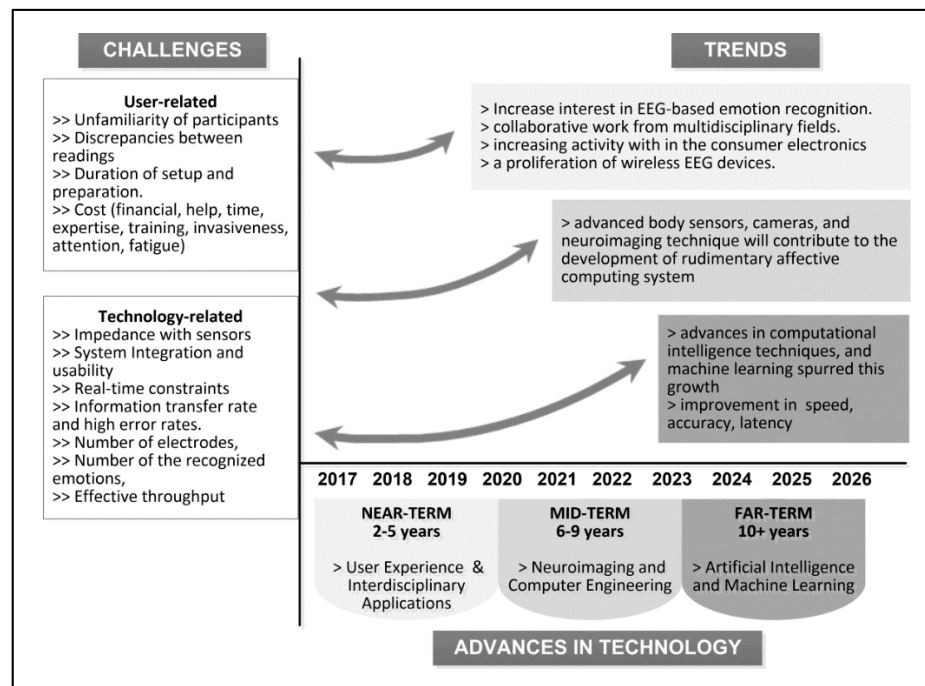 CHALLENGES
User-related
>> Unfamiliarity of participants
>> Discrepancies between
readings
>> Duration of setup and
preparation.
>> Cost (financial, help, time,
expertise, training, invasiveness,
attention, fatigue)
Technology-related
>> Impedance with sensors
>> System Integration and
usability
>> Real-time constraints
>> Information transfer rate
and high error rates.
>> Number of electrodes,
>> Number of the recognized
emotions,
>> Effective throughput
TRENDS
> Increase interest in EEG-based emotion recognition.
> collaborative work from multidisciplinary fields.
> increasing activity with in the consumer electronics
> a proliferation of wireless EEG devices.
> advanced body sensors, cameras, and
neuroimaging technique will contribute to the
development of rudimentary affective
computing system
> advances in computational
intelligence techniques, and
machine learning spurred this
growth
> improvement in speed,
accuracy, latency
2017 2018 2019 2020 2021 2022 2023 2024 2025 2026
NEAR-TERM
2-5 years
> User Experience &
Interdisciplinary
Applications
MID-TERM
6-9 years
> Neuroimaging and
Computer Engineering
FAR-TERM
10+ years
> Artificial Intelligence
and Machine Learning
ADVANCES IN TECHNOLOGY